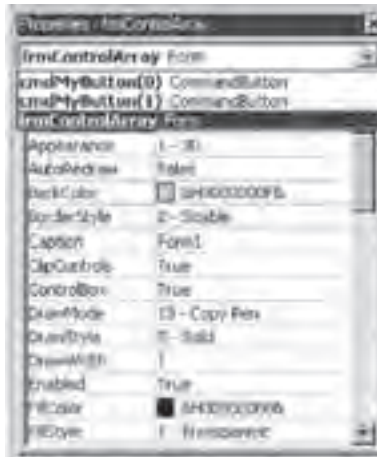 Properties - frmControlArray
frmControlArray Form
cmdMyButton(0) CommandButton
cmdMyButton(1) CommandButton
frmControlArray Form
Appearance 1 - 3D
AutoRedraw False
BackColor
BorderStyle 2 - Sizable
Caption Form1
ClipControls True
ControlBox True
DrawMode 13 - Copy Pen
DrawStyle 0 - Solid
DrawWidth 1
Enabled True
FillColor
FillStyle 1 - Transparent